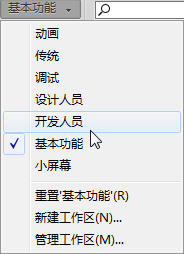 基本功能
动画
传统
调试
设计人员
开发人员
基本功能
小屏幕
重置'基本功能'(R)
新建工作区(N)...
管理工作区(M)...